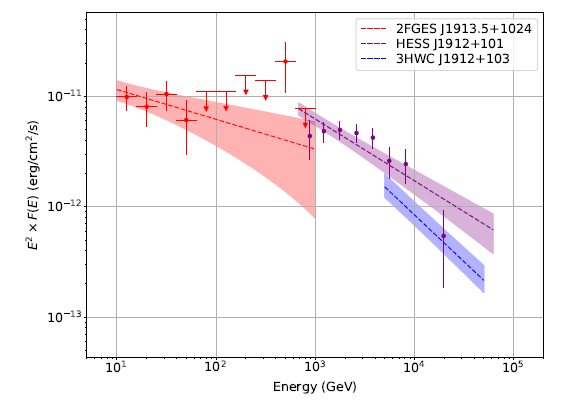 2FGES J1913.5+1024
HESS J1912+101
3HWC J1912+103
10⁻¹¹
10⁻¹²
10⁻¹³
E² × F(E) (erg/cm²/s)
10¹ 10² 10³ 10⁴ 10⁵
Energy (GeV)